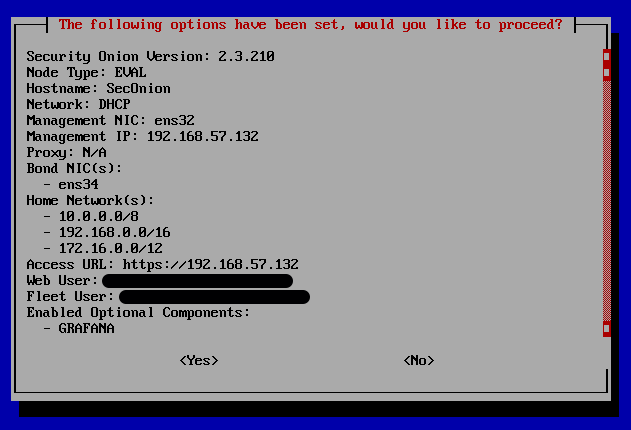 The following options have been set, would you like to proceed?
Security Onion Version: 2.3.210
Node Type: EVAL
Hostname: SecOnion
Network: DHCP
Management NIC: ens32
Management IP: 192.168.57.132
Proxy: N/A
Bond NIC(s):
- ens34
Home Network(s):
- 10.0.0.0/8
- 192.168.0.0/16
- 172.16.0.0/12
Access URL: https://192.168.57.132
Web User:
Fleet User:
Enabled Optional Components:
- GRAFANA
<Yes> <No>